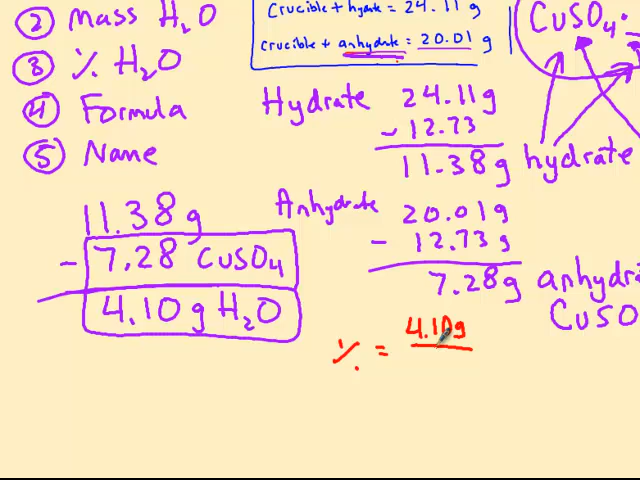 ② Mass H₂O
③ % H₂O
④ Formula
⑤ Name
Crucible + hydrate = 24.11 g
Crucible + anhydrate = 20.01 g
CuSO₄ ·
Hydrate 24.11g
- 12.73
11.38g
hydrate
Anhydrate 20.01g
- 12.73g
7.28g
anhydra
CuSO
11.38g
- 7.28 CuSO₄
4.10g H₂O
% = 4.10g